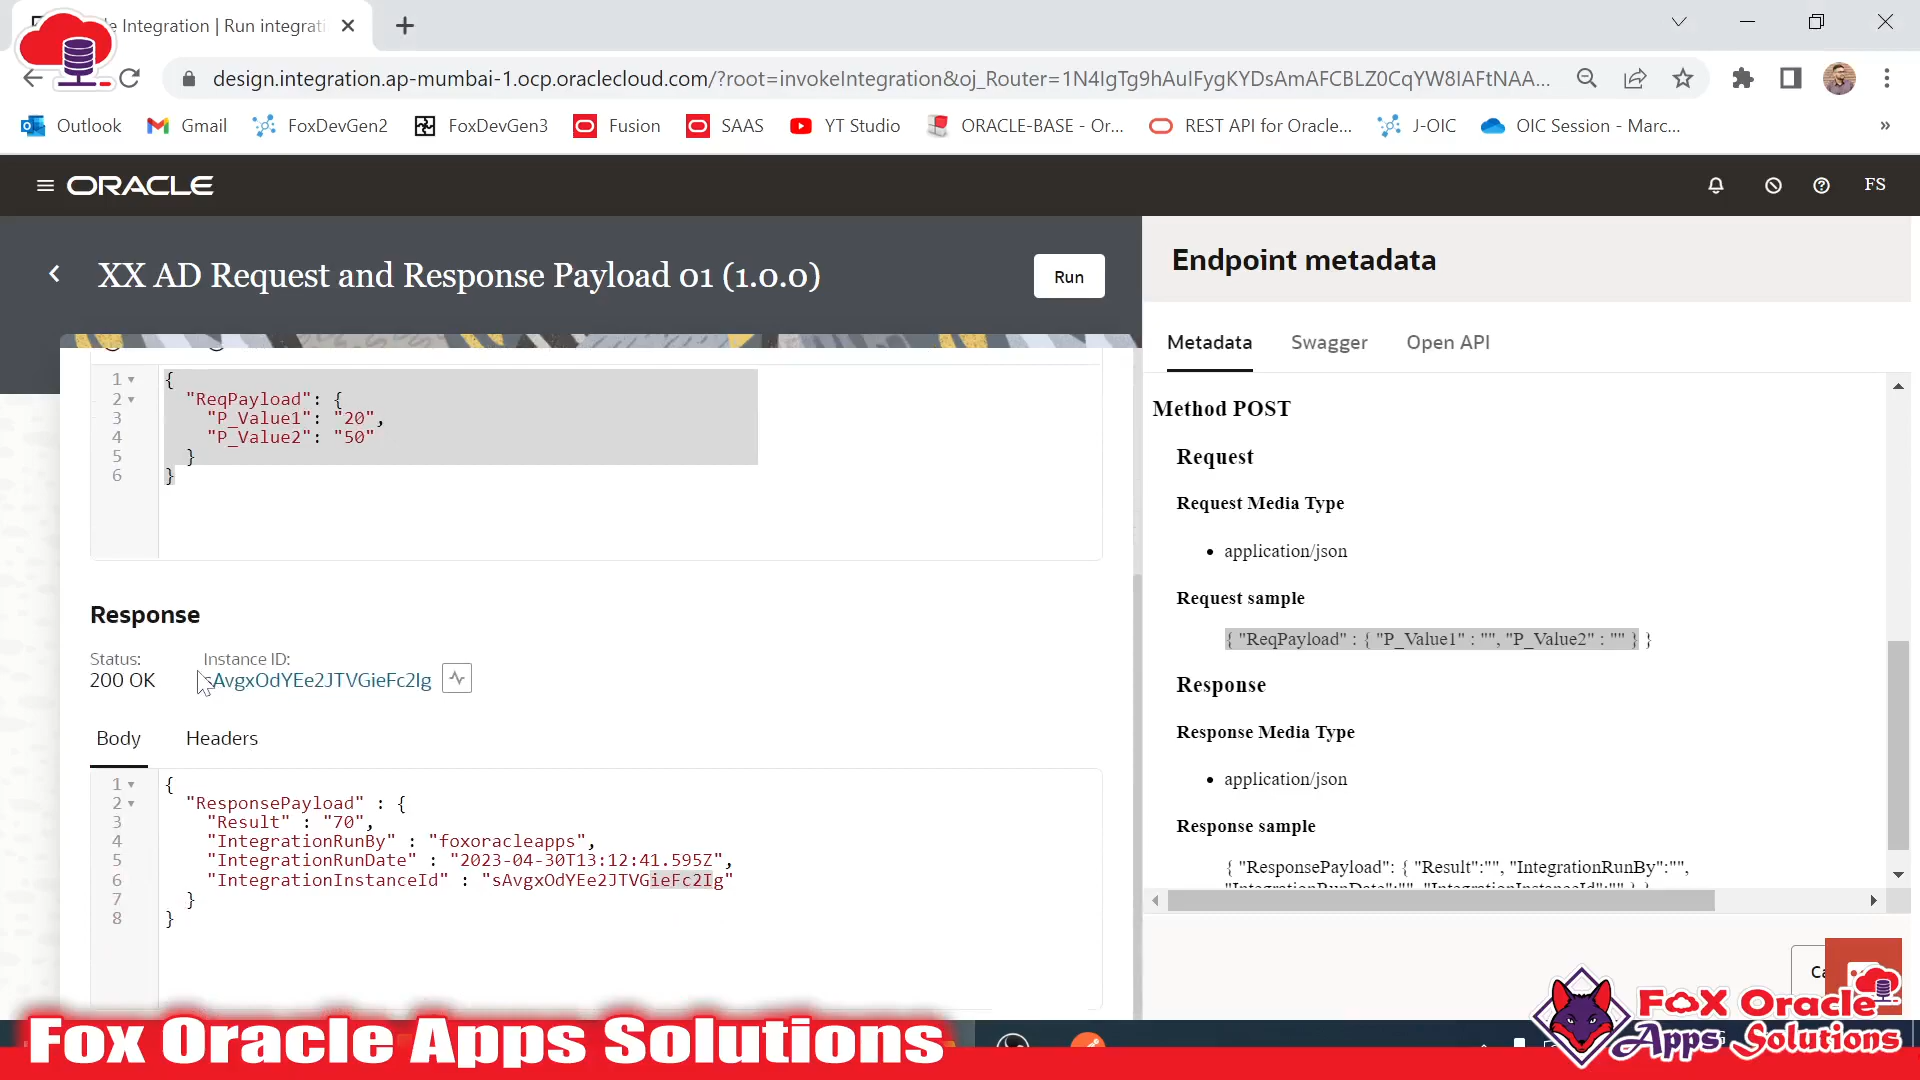 le Integration | Run integrati
design.integration.ap-mumbai-1.ocp.oraclecloud.com/?root=invokeIntegration&oj_Router=1N4IgTg9hAuIFygKYDsAmAFCBLZ0CqYW8IAFtNAA...
Outlook Gmail FoxDevGen2 FoxDevGen3 Fusion SAAS YT Studio ORACLE-BASE - Or... REST API for Oracle... J-OIC OIC Session - Marc... »
ORACLE FS
XX AD Request and Response Payload 01 (1.0.0) Run
1 {
2 "ReqPayload": {
3 "P_Value1": "20",
4 "P_Value2": "50"
5 }
6 }
Response
Status: Instance ID:
200 OK sAvgxOdYEe2JTVGieFc2Ig
Body Headers
1 {
2 "ResponsePayload" : {
3 "Result" : "70",
4 "IntegrationRunBy" : "foxoracleapps",
5 "IntegrationRunDate" : "2023-04-30T13:12:41.595Z",
6 "IntegrationInstanceId" : "sAvgxOdYEe2JTVGieFc2Ig"
7 }
8 }
Endpoint metadata
Metadata Swagger Open API
Method POST
Request
Request Media Type
• application/json
Request sample
{ "ReqPayload" : { "P_Value1" : "", "P_Value2" : "" } }
Response
Response Media Type
• application/json
Response sample
{ "ResponsePayload": { "Result":"", "IntegrationRunBy":"",
"IntegrationRunDate":"", "IntegrationInstanceId":"" } }
Ca
Fox Oracle Apps Solutions
Fox Oracle
Apps Solutions